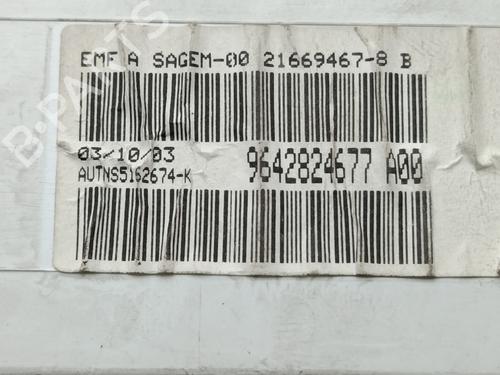 EMF A SAGEM-00 21669467-8 B
03/10/03
9642824677 A00
AUTNS5162674-K
B-PARTS